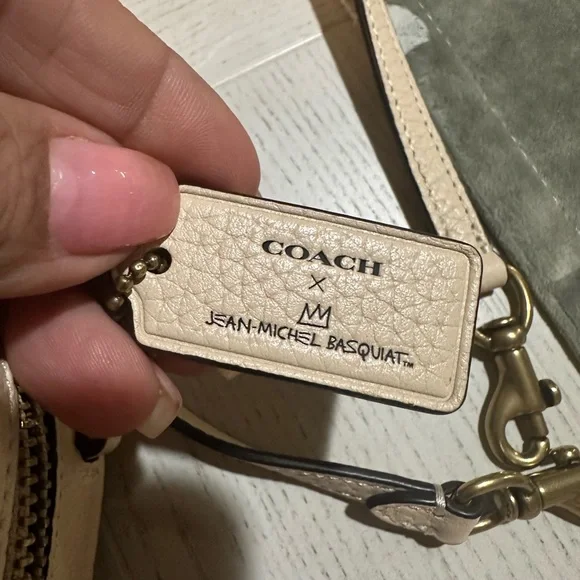 COACH
×
JEAN-MICHEL BASQUIAT™